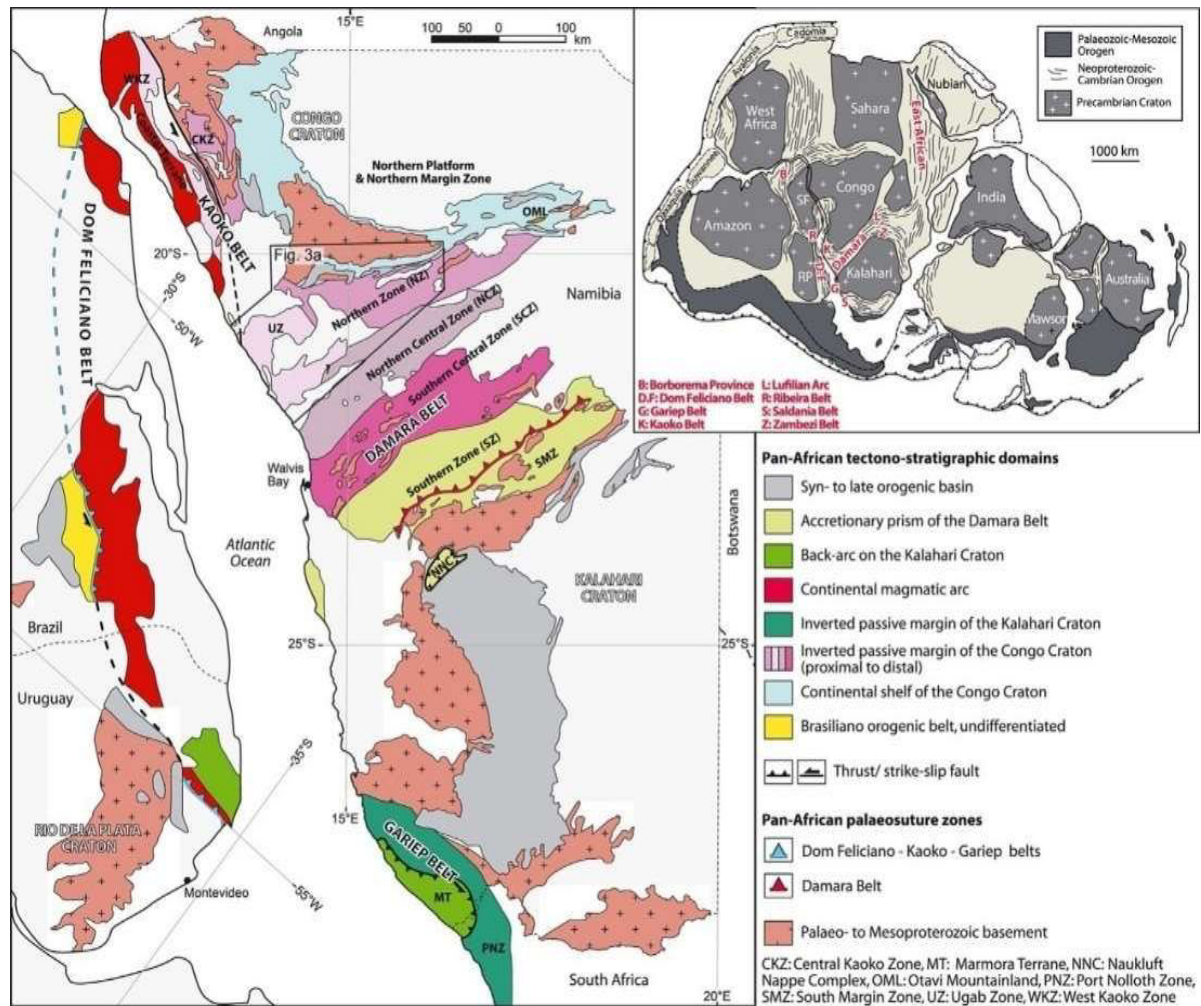 15°E
Angola
100 50 0 100
km
WKZ
CKZ
CONGO
CRATON
KAOKO BELT
Northern Platform
& Northern Margin Zone
OML
DOM FELICIANO BELT
20°S
30°S
50°W
Fig. 3a
Northern Zone (NZ)
UZ
Namibia
Northern Central Zone (NCZ)
Southern Central Zone (SCZ)
DAMARA BELT
Walvis
Bay
Southern Zone (SZ)
SMZ
Botswana
Atlantic
Ocean
NNC
KALAHARI
CRATON
25°S
25°S
Brazil
Uruguay
35°S
15°E
RIO DE LA PLATA
CRATON
GARIEP BELT
MT
PNZ
Montevideo
55°W
South Africa
20°E
Avalonia
Cadomia
West
Africa
Sahara
Nubian
East African
B
Amazon
SF
Congo
L
Z
India
R
K
Damara
RP
D.F.
Kalahari
G
S
Australia
Mawson
Palaeozoic-Mesozoic
Orogen
Neoproterozoic-
Cambrian Orogen
Precambrian Craton
1000 km
B: Borborema Province L: Lufilian Arc
D.F: Dom Feliciano Belt R: Ribeira Belt
G: Gariep Belt S: Saldania Belt
K: Kaoko Belt Z: Zambezi Belt
Pan-African tectono-stratigraphic domains
Syn- to late orogenic basin
Accretionary prism of the Damara Belt
Back-arc on the Kalahari Craton
Continental magmatic arc
Inverted passive margin of the Kalahari Craton
Inverted passive margin of the Congo Craton
(proximal to distal)
Continental shelf of the Congo Craton
Brasiliano orogenic belt, undifferentiated
Thrust/ strike-slip fault
Pan-African palaeosuture zones
Dom Feliciano - Kaoko - Gariep belts
Damara Belt
Palaeo- to Mesoproterozoic basement
CKZ: Central Kaoko Zone, MT: Marmora Terrane, NNC: Naukluft
Nappe Complex, OML: Otavi Mountainland, PNZ: Port Nolloth Zone,
SMZ: South Margin Zone, UZ: Ugab Zone, WKZ: West Kaoko Zone